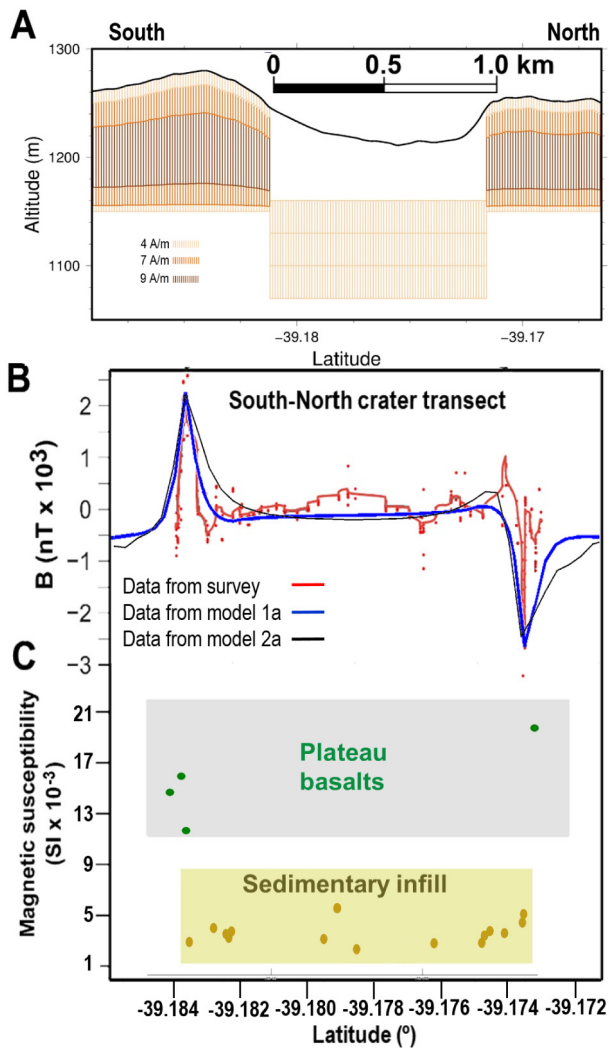 A
South
North
0
0.5
1.0 km
1300
1200
1100
Altitude (m)
4 A/m
7 A/m
9 A/m
−39.18
−39.17
Latitude
B
South-North crater transect
2
1
0
−1
−2
−3
B (nT x 10³)
Data from survey
Data from model 1a
Data from model 2a
C
21
17
13
9
5
1
Magnetic susceptibility
(SI x 10⁻³)
Plateau
basalts
Sedimentary infill
-39.184
-39.182
-39.180
-39.178
-39.176
-39.174
-39.172
Latitude (º)